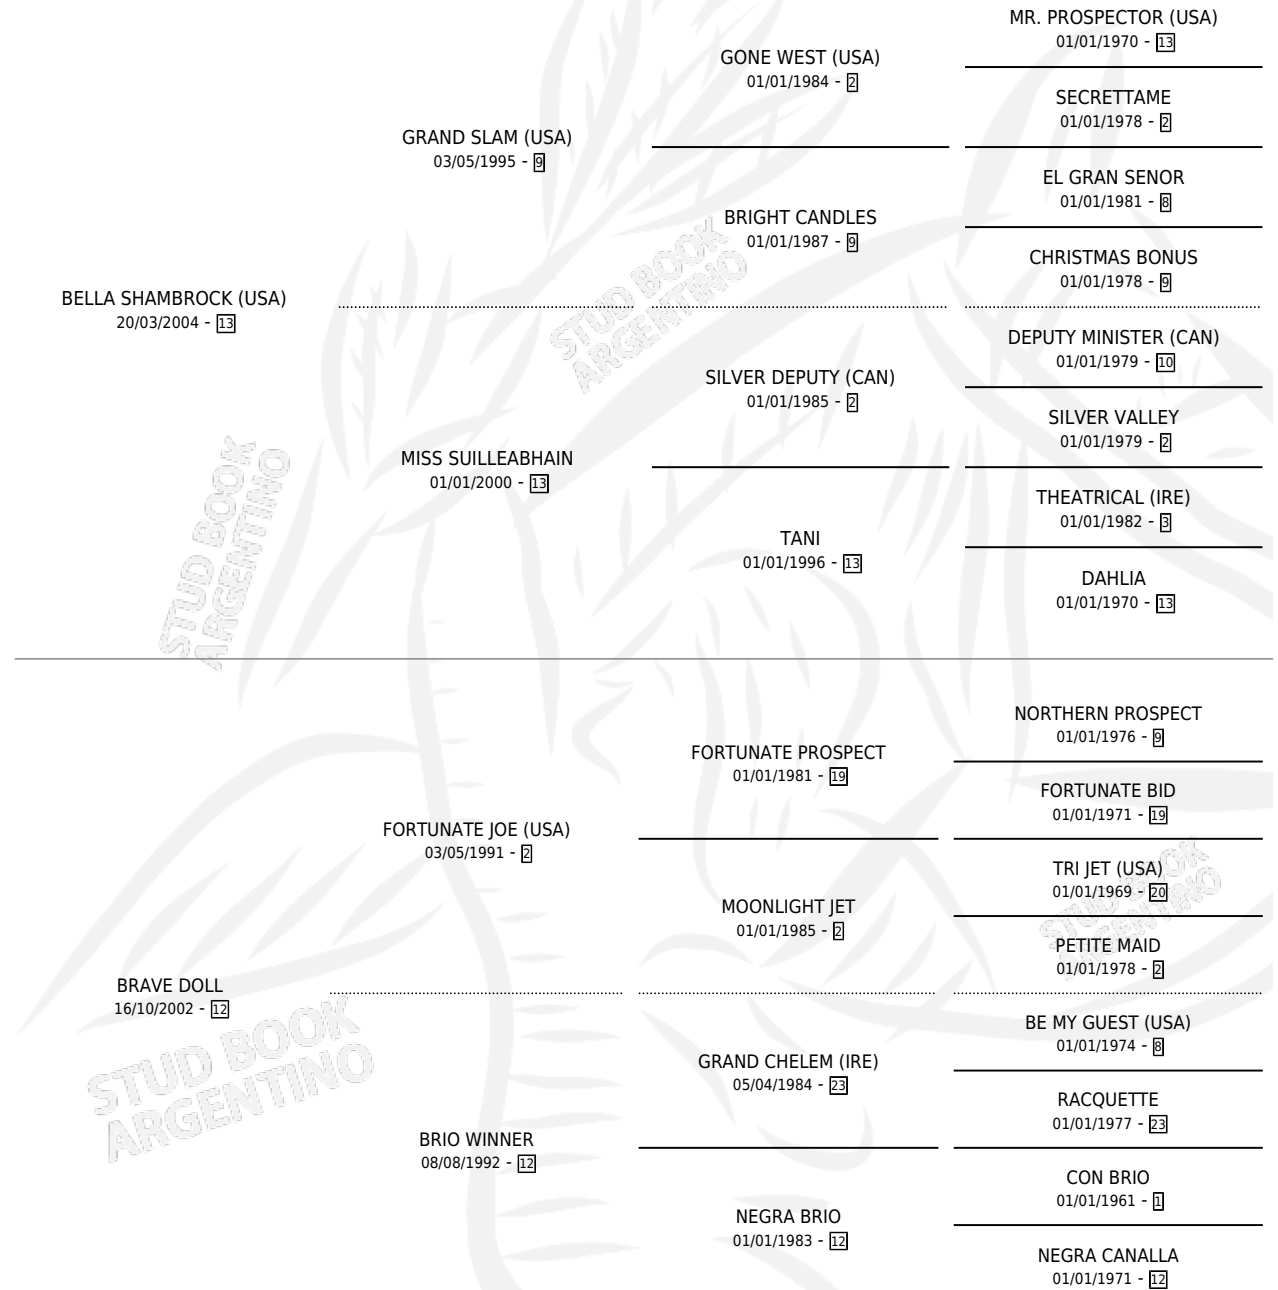 MR. PROSPECTOR (USA)
01/01/1970 - 13
GONE WEST (USA)
01/01/1984 - 2
SECRETTAME
01/01/1978 - 2
GRAND SLAM (USA)
03/05/1995 - 9
EL GRAN SENOR
01/01/1981 - 8
BRIGHT CANDLES
01/01/1987 - 9
CHRISTMAS BONUS
01/01/1978 - 9
BELLA SHAMBROCK (USA)
20/03/2004 - 13
DEPUTY MINISTER (CAN)
01/01/1979 - 10
SILVER DEPUTY (CAN)
01/01/1985 - 2
SILVER VALLEY
01/01/1979 - 2
MISS SUILLEABHAIN
01/01/2000 - 13
THEATRICAL (IRE)
01/01/1982 - 3
TANI
01/01/1996 - 13
DAHLIA
01/01/1970 - 13
STUD BOOK
ARGENTINO
STUD BOOK
ARGENTINO
NORTHERN PROSPECT
01/01/1976 - 9
FORTUNATE PROSPECT
01/01/1981 - 19
FORTUNATE BID
01/01/1971 - 19
FORTUNATE JOE (USA)
03/05/1991 - 2
TRI JET (USA)
01/01/1969 - 20
MOONLIGHT JET
01/01/1985 - 2
PETITE MAID
01/01/1978 - 2
BRAVE DOLL
16/10/2002 - 12
BE MY GUEST (USA)
01/01/1974 - 8
GRAND CHELEM (IRE)
05/04/1984 - 23
RACQUETTE
01/01/1977 - 23
BRIO WINNER
08/08/1992 - 12
CON BRIO
01/01/1961 - 1
NEGRA BRIO
01/01/1983 - 12
NEGRA CANALLA
01/01/1971 - 12
STUD BOOK
ARGENTINO
STUD BOOK
ARGENTINO